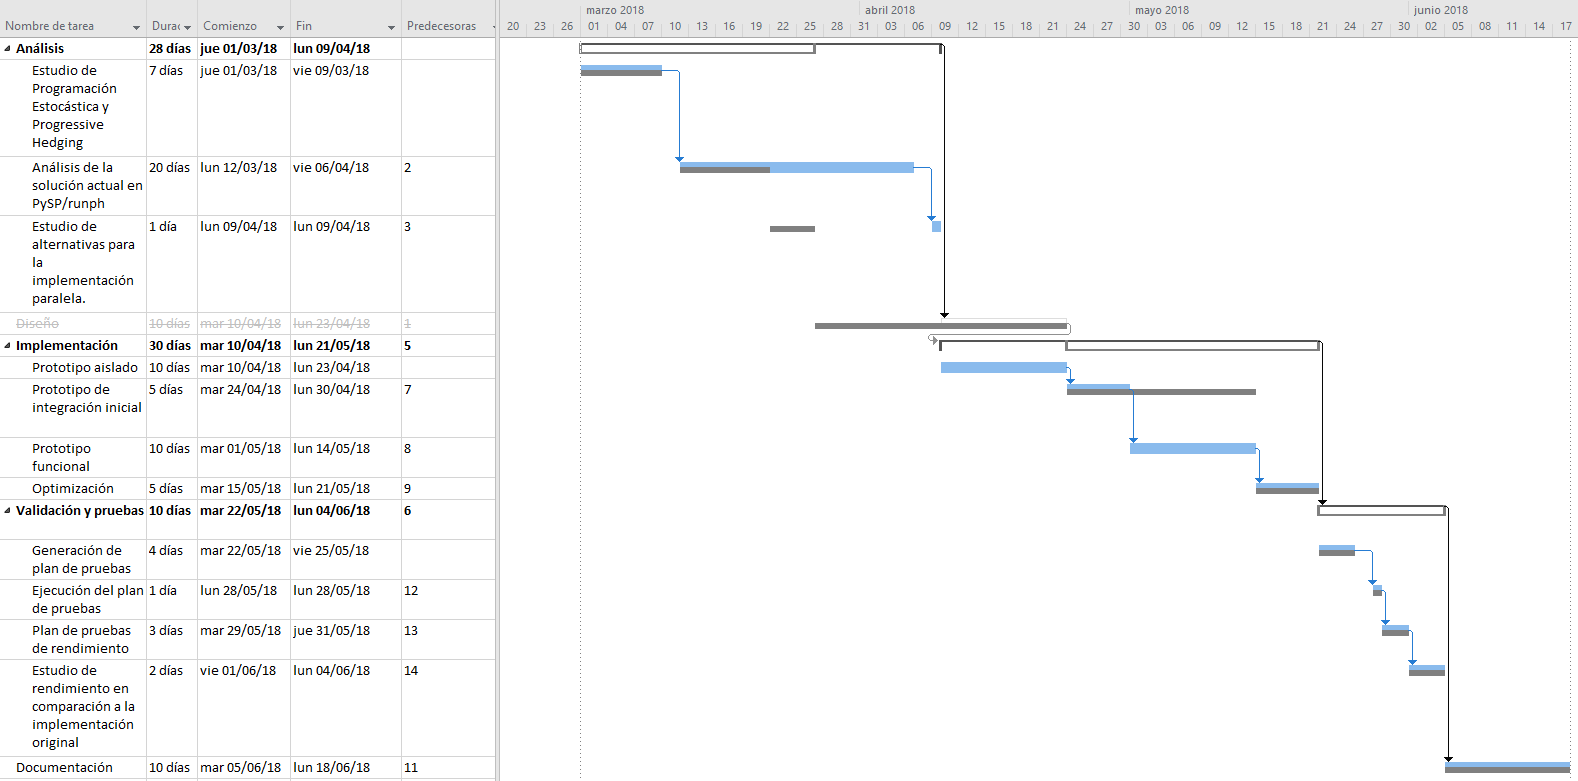 marzo 2018 abril 2018 mayo 2018 junio 2018
Nombre de tarea Durac Comienzo Fin Predecesoras 20 23 26 01 04 07 10 13 16 19 22 25 28 31 03 06 09 12 15 18 21 24 27 30 03 06 09 12 15 18 21 24 27 30 02 05 08 11 14 17
Análisis 28 días jue 01/03/18 lun 09/04/18
Estudio de 7 días jue 01/03/18 vie 09/03/18
Programación
Estocástica y
Progressive
Hedging
Análisis de la 20 días lun 12/03/18 vie 06/04/18 2
solución actual en
PySP/runph
Estudio de 1 día lun 09/04/18 lun 09/04/18 3
alternativas para
la
implementación
paralela.
Diseño 10 días mar 10/04/18 lun 23/04/18 1
Implementación 30 días mar 10/04/18 lun 21/05/18 5
Prototipo aislado 10 días mar 10/04/18 lun 23/04/18
Prototipo de 5 días mar 24/04/18 lun 30/04/18 7
integración inicial
Prototipo 10 días mar 01/05/18 lun 14/05/18 8
funcional
Optimización 5 días mar 15/05/18 lun 21/05/18 9
Validación y pruebas 10 días mar 22/05/18 lun 04/06/18 6
Generación de 4 días mar 22/05/18 vie 25/05/18
plan de pruebas
Ejecución del plan 1 día lun 28/05/18 lun 28/05/18 12
de pruebas
Plan de pruebas 3 días mar 29/05/18 jue 31/05/18 13
de rendimiento
Estudio de 2 días vie 01/06/18 lun 04/06/18 14
rendimiento en
comparación a la
implementación
original
Documentación 10 días mar 05/06/18 lun 18/06/18 11